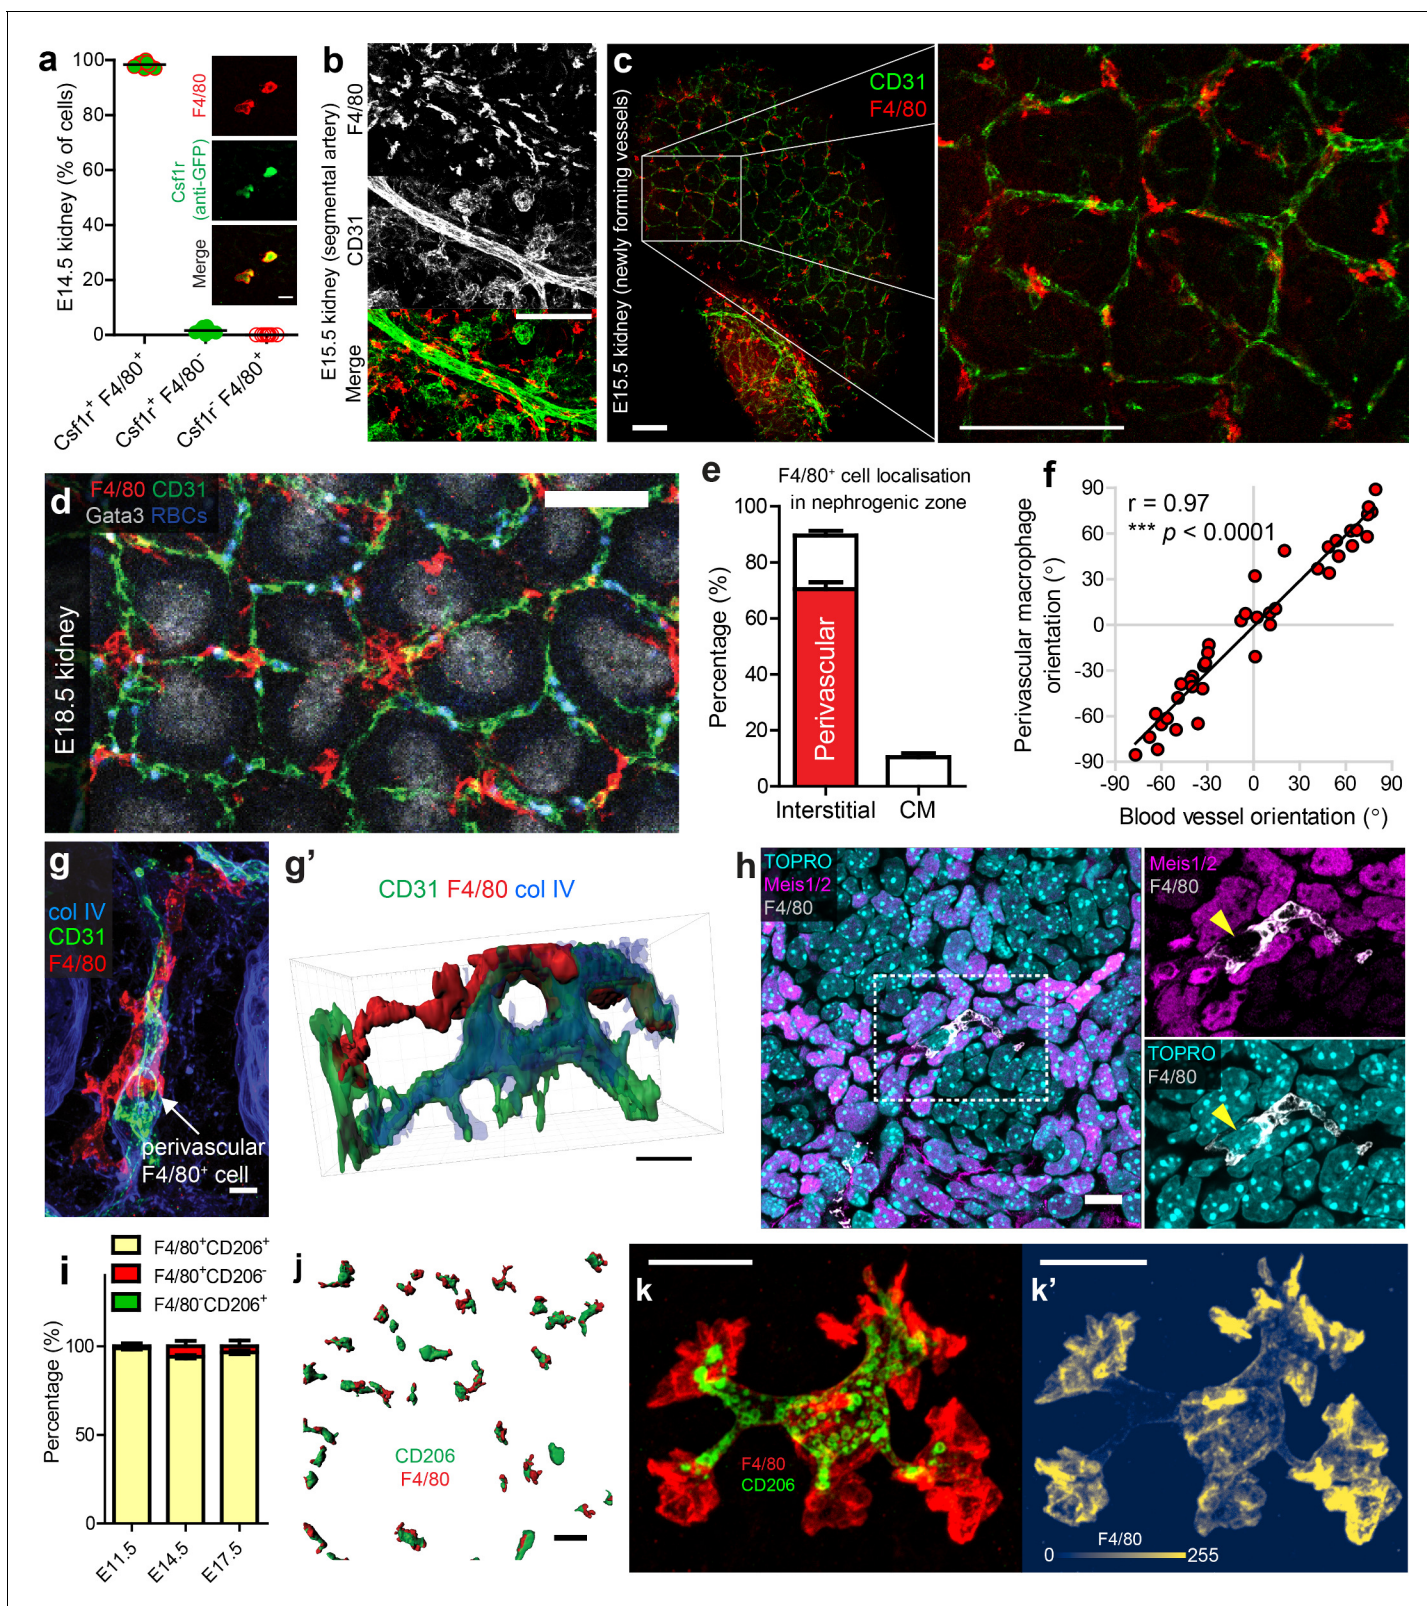 a
100
80
60
40
20
0
E14.5 kidney (% of cells)
F4/80
Csf1r
(anti-GFP)
Merge
Csf1r+ F4/80+
Csf1r+ F4/80-
Csf1r- F4/80+
b
E15.5 kidney (segmental artery)
F4/80
CD31
Merge
c
CD31
F4/80
E15.5 kidney (newly forming vessels)
d
F4/80 CD31
Gata3 RBCs
E18.5 kidney
e
F4/80+ cell localisation
in nephrogenic zone
100
80
60
40
20
0
Percentage (%)
Perivascular
Interstitial CM
f
r = 0.97
*** p < 0.0001
90
60
30
0
-30
-60
-90
Perivascular macrophage
orientation (°)
-90 -60 -30 0 30 60 90
Blood vessel orientation (°)
g
col IV
CD31
F4/80
perivascular
F4/80+ cell
g’
CD31 F4/80 col IV
h
TOPRO
Meis1/2
F4/80
Meis1/2
F4/80
TOPRO
F4/80
i
F4/80+CD206+
F4/80+CD206-
F4/80-CD206+
100
50
0
Percentage (%)
E11.5
E14.5
E17.5
j
CD206
F4/80
k
F4/80
CD206
k’
F4/80
0 255